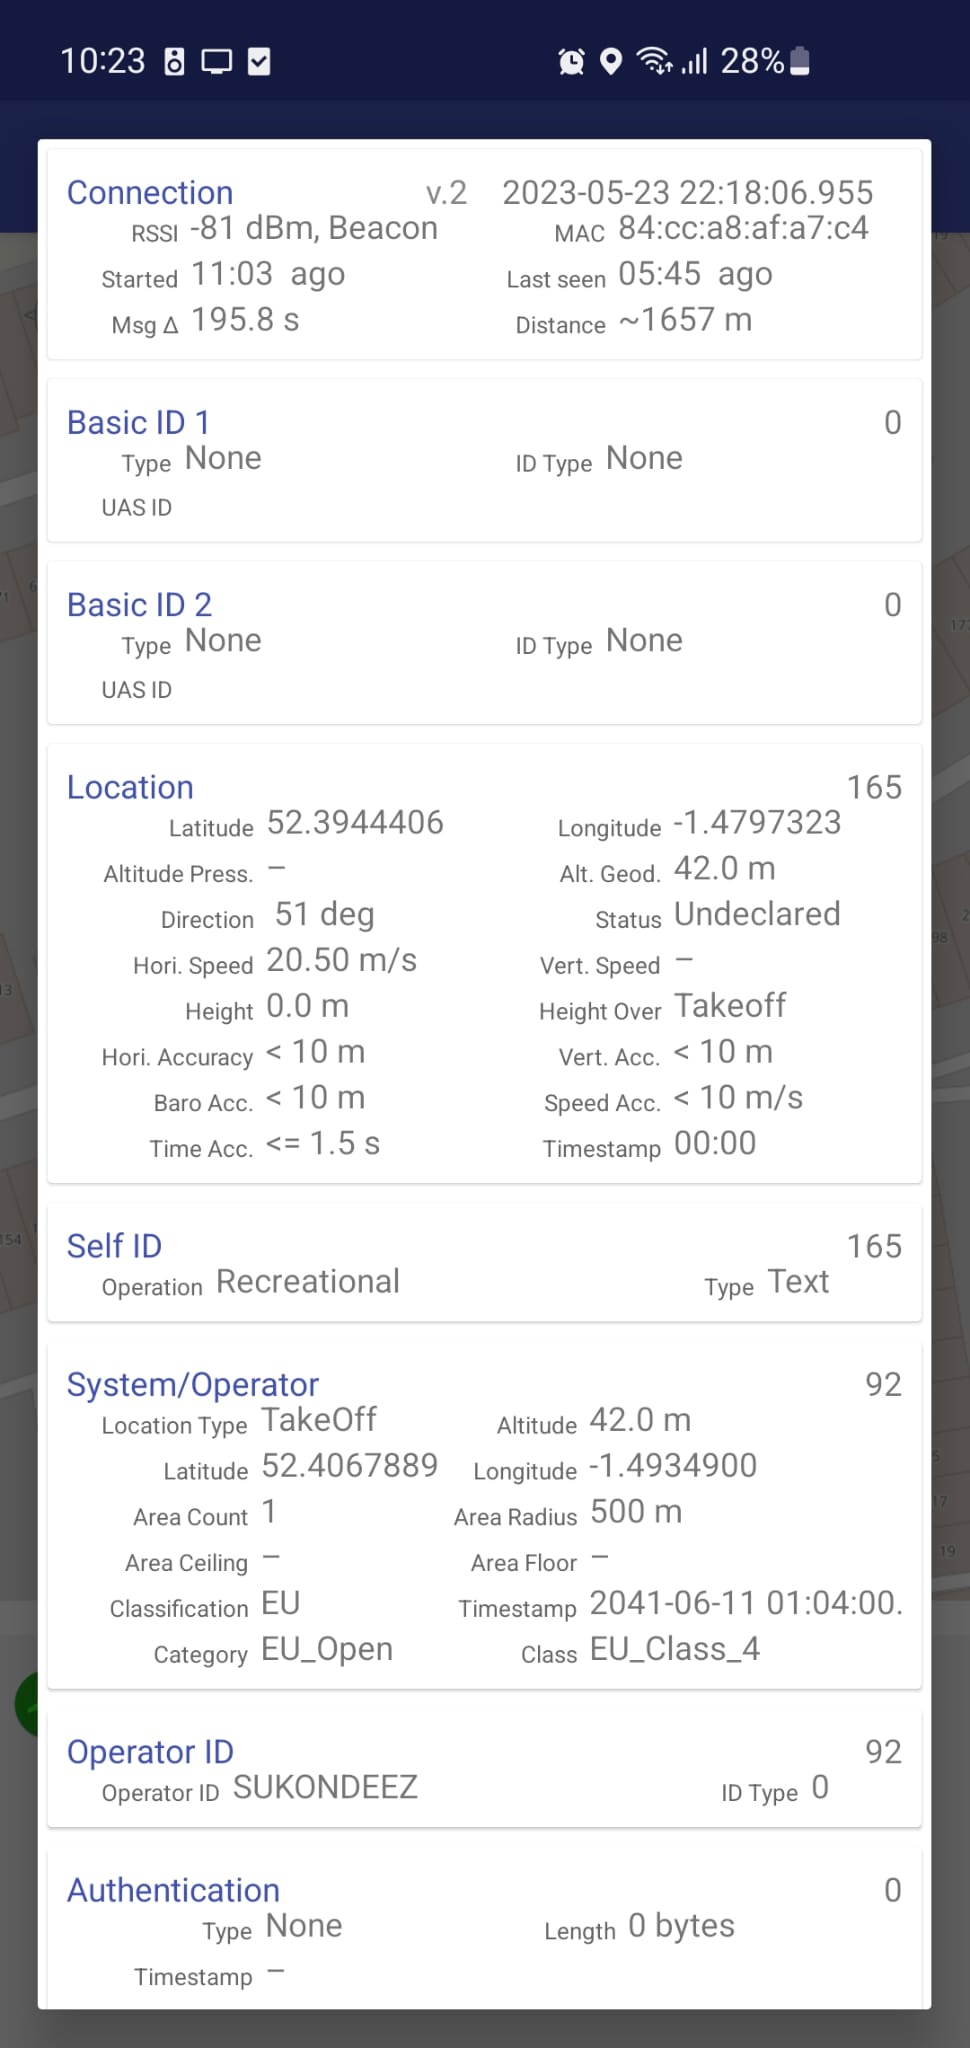 10:23 28%
Connection v.2 2023-05-23 22:18:06.955
RSSI -81 dBm, Beacon MAC 84:cc:a8:af:a7:c4
Started 11:03 ago Last seen 05:45 ago
Msg Δ 195.8 s Distance ~1657 m
Basic ID 1 0
Type None ID Type None
UAS ID
Basic ID 2 0
Type None ID Type None
UAS ID
Location 165
Latitude 52.3944406 Longitude -1.4797323
Altitude Press. – Alt. Geod. 42.0 m
Direction 51 deg Status Undeclared
Hori. Speed 20.50 m/s Vert. Speed –
Height 0.0 m Height Over Takeoff
Hori. Accuracy < 10 m Vert. Acc. < 10 m
Baro Acc. < 10 m Speed Acc. < 10 m/s
Time Acc. <= 1.5 s Timestamp 00:00
Self ID 165
Operation Recreational Type Text
System/Operator 92
Location Type TakeOff Altitude 42.0 m
Latitude 52.4067889 Longitude -1.4934900
Area Count 1 Area Radius 500 m
Area Ceiling – Area Floor –
Classification EU Timestamp 2041-06-11 01:04:00.
Category EU_Open Class EU_Class_4
Operator ID 92
Operator ID SUKONDEEZ ID Type 0
Authentication 0
Type None Length 0 bytes
Timestamp –